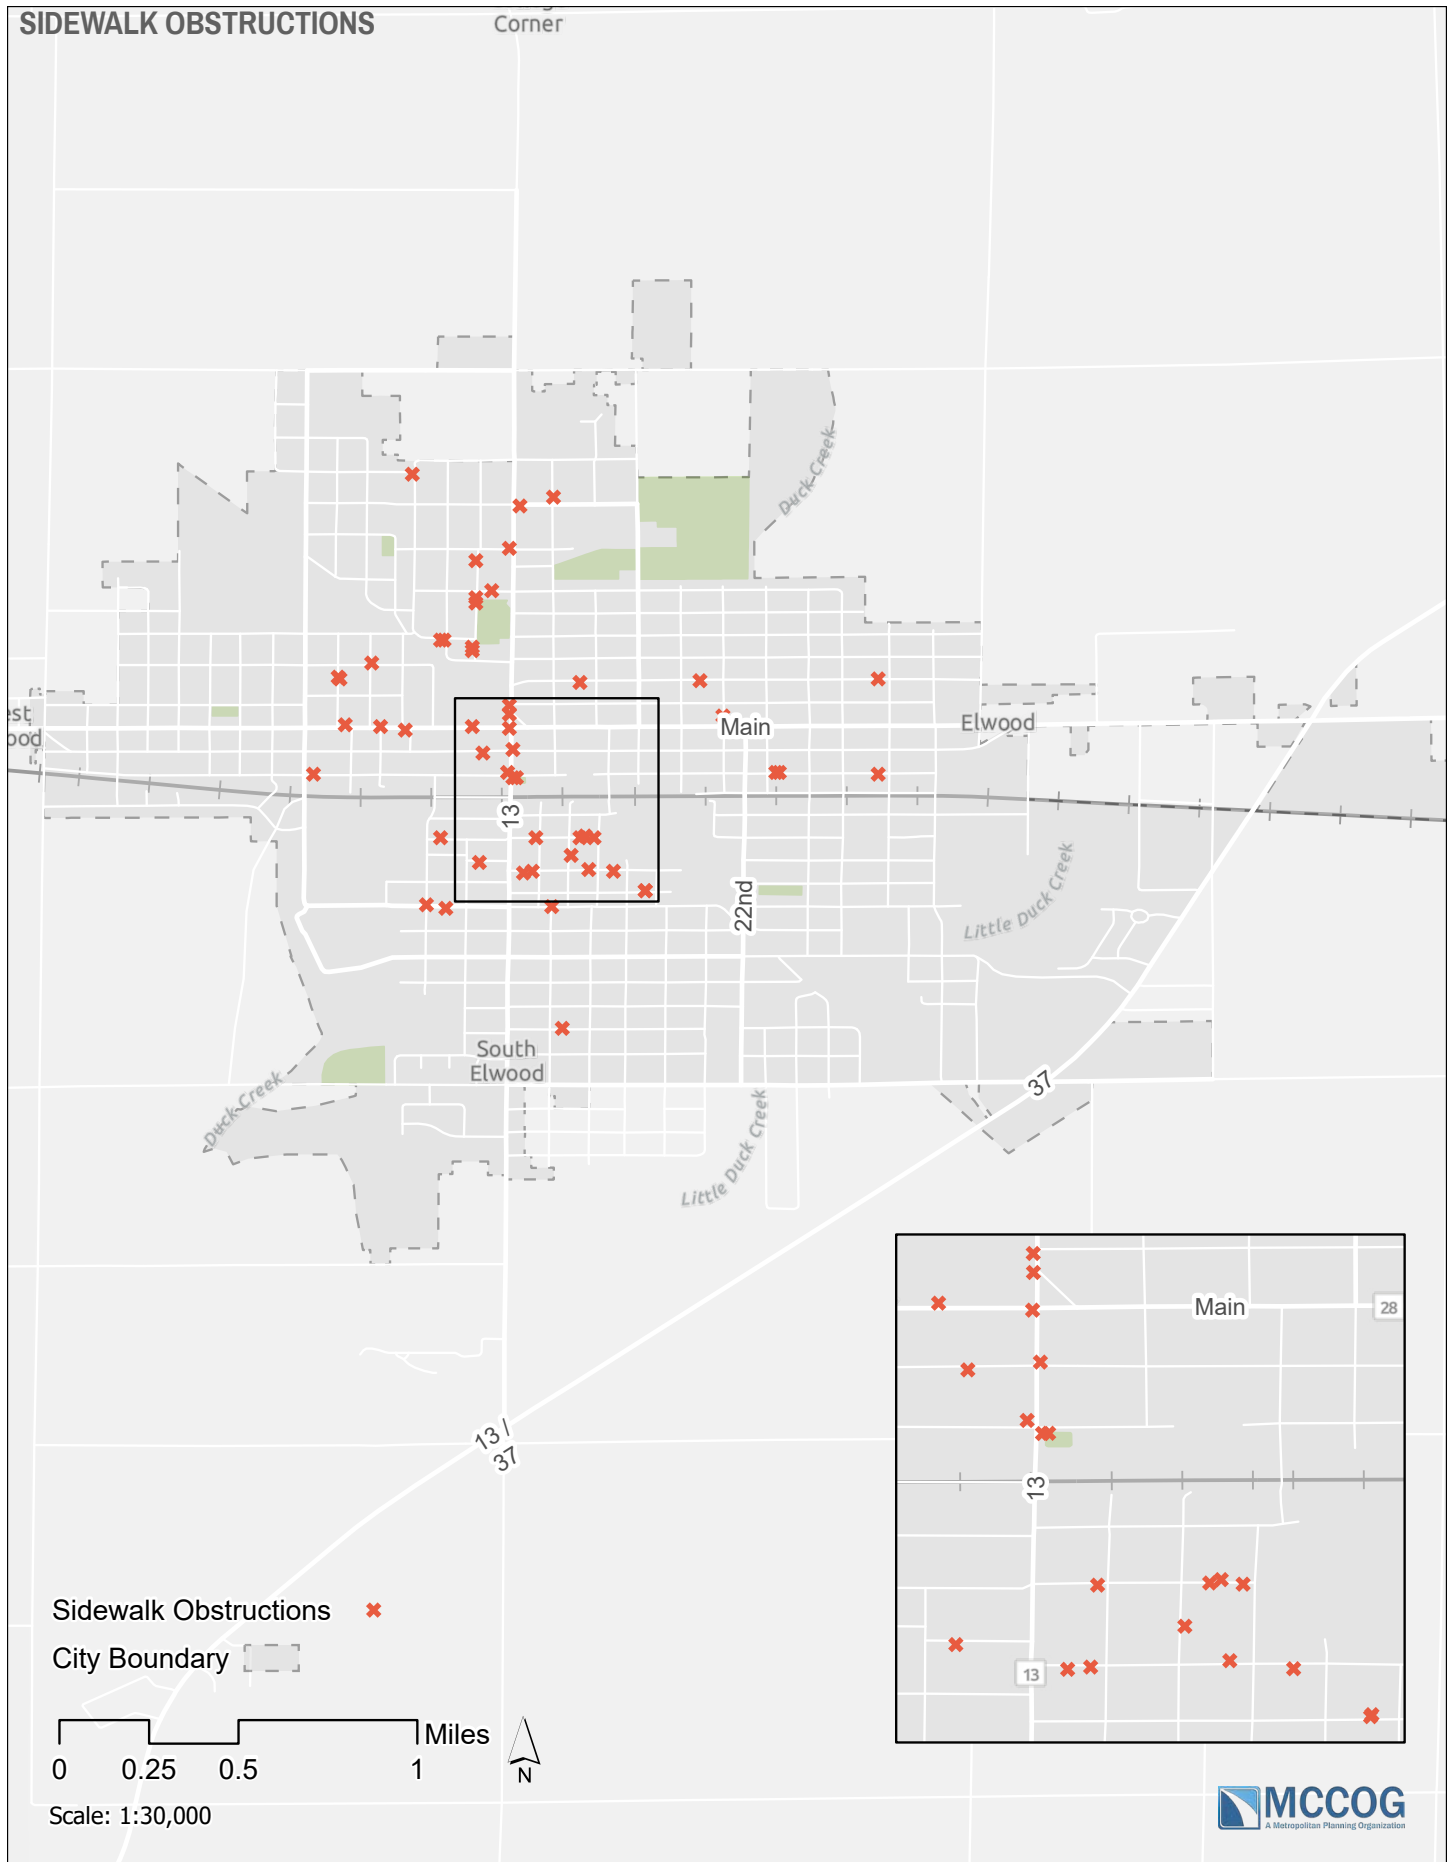 SIDEWALK OBSTRUCTIONS
Corner
Duck Creek
est
ood
Main
Elwood
13
22nd
Little Duck Creek
South
Elwood
37
Duck Creek
Little Duck Creek
Main
28
13 /
37
13
13
Sidewalk Obstructions
City Boundary
Miles
0 0.25 0.5 1
N
Scale: 1:30,000
MCCOG
A Metropolitan Planning Organization